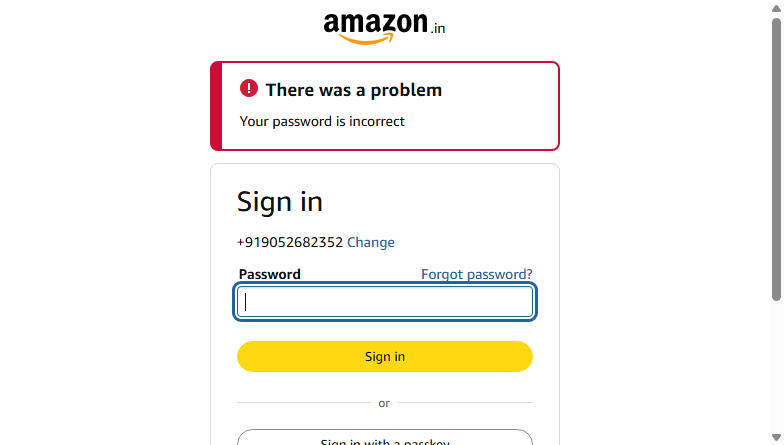 amazon.in
There was a problem
Your password is incorrect
Sign in
+919052682352 Change
Password Forgot password?
Sign in
or
Sign in with a passkey